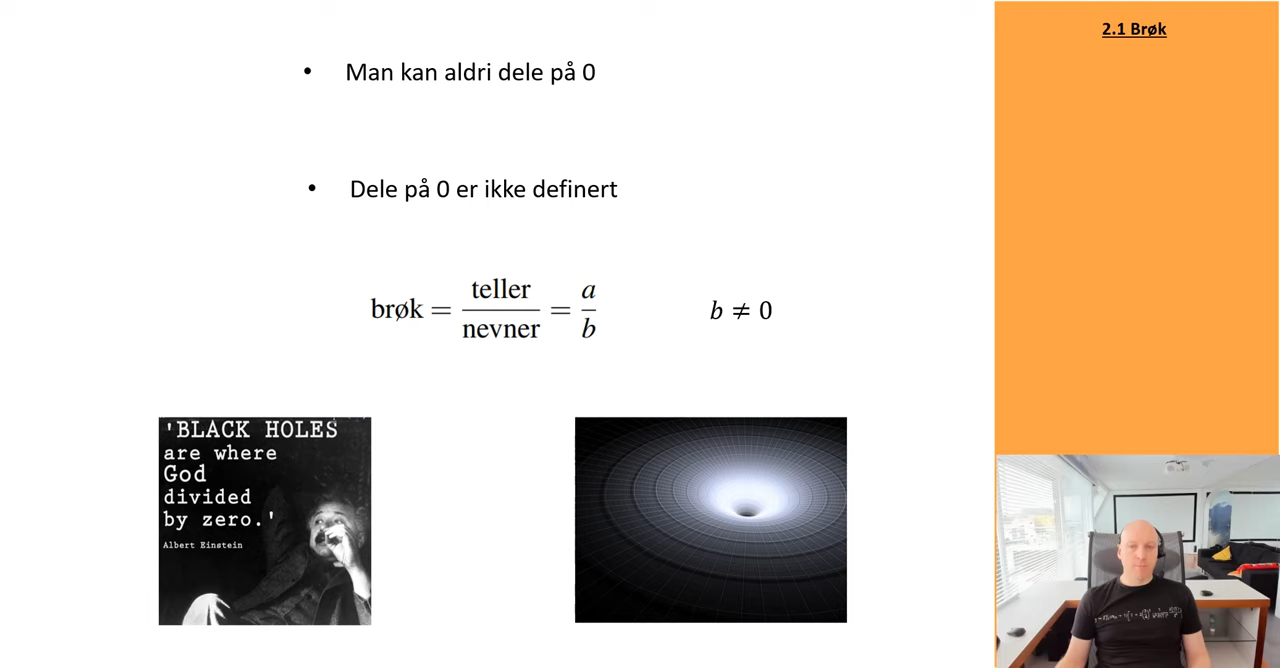 2.1 Brøk
• Man kan aldri dele på 0
• Dele på 0 er ikke definert
brøk = teller/nevner = a/b b ≠ 0
'BLACK HOLES
are where
God
divided
by zero.'
Albert Einstein